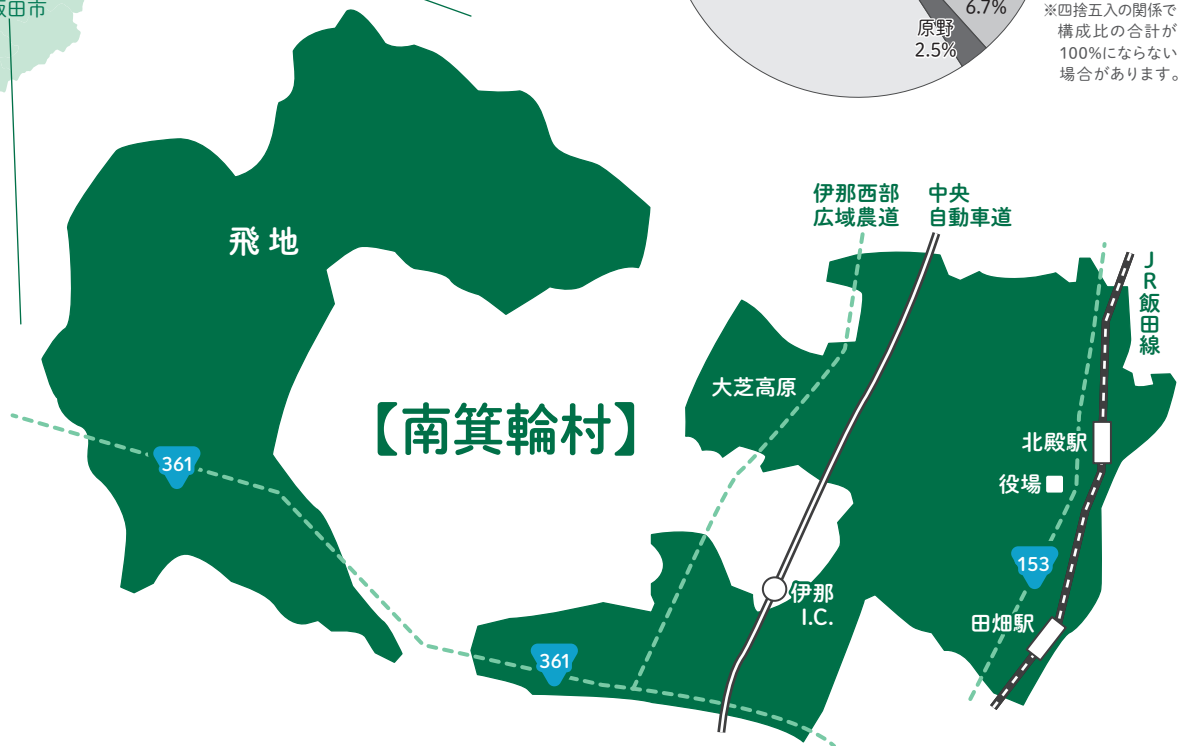 飯田市
6.7%
原野
2.5%
※四捨五入の関係で
構成比の合計が
100%にならない
場合があります。
飛地
伊那西部
広域農道
中央
自動車道
JR飯田線
大芝高原
【南箕輪村】
北殿駅
361
役場
153
伊那
I.C.
田畑駅
361